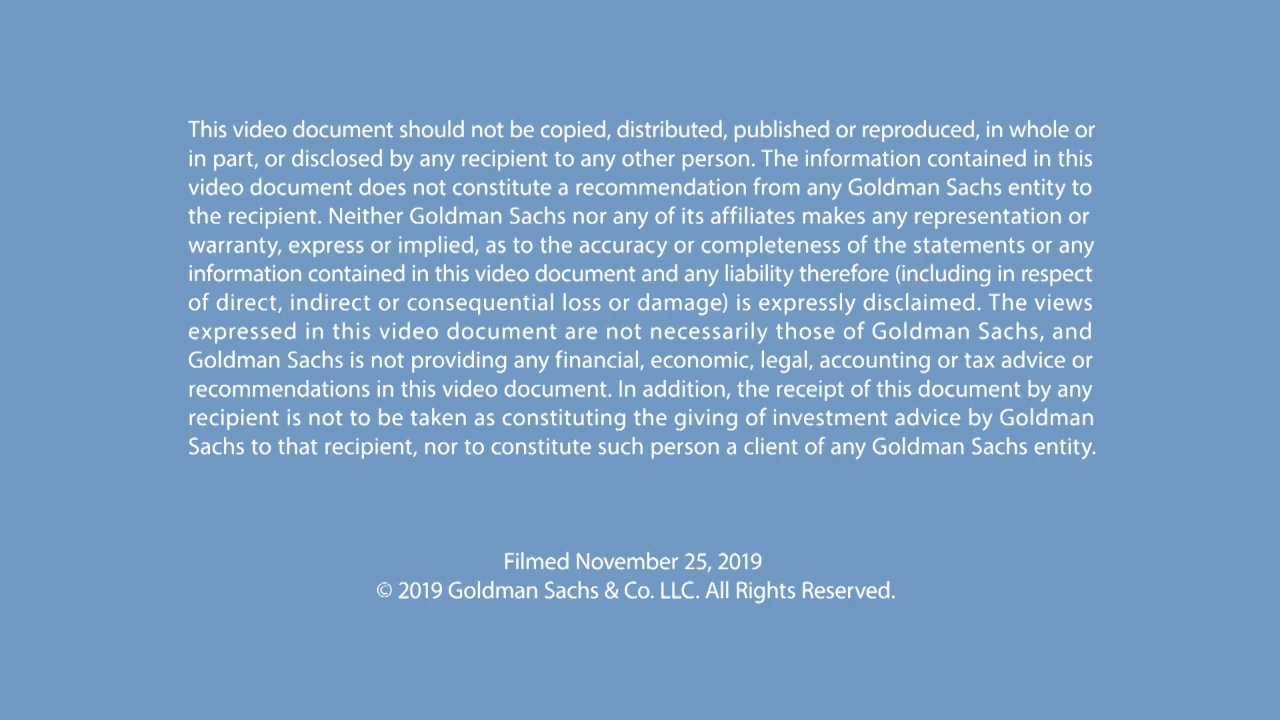 This video document should not be copied, distributed, published or reproduced, in whole or
in part, or disclosed by any recipient to any other person. The information contained in this
video document does not constitute a recommendation from any Goldman Sachs entity to
the recipient. Neither Goldman Sachs nor any of its affiliates makes any representation or
warranty, express or implied, as to the accuracy or completeness of the statements or any
information contained in this video document and any liability therefore (including in respect
of direct, indirect or consequential loss or damage) is expressly disclaimed. The views
expressed in this video document are not necessarily those of Goldman Sachs, and
Goldman Sachs is not providing any financial, economic, legal, accounting or tax advice or
recommendations in this video document. In addition, the receipt of this document by any
recipient is not to be taken as constituting the giving of investment advice by Goldman
Sachs to that recipient, nor to constitute such person a client of any Goldman Sachs entity.
Filmed November 25, 2019
© 2019 Goldman Sachs & Co. LLC. All Rights Reserved.